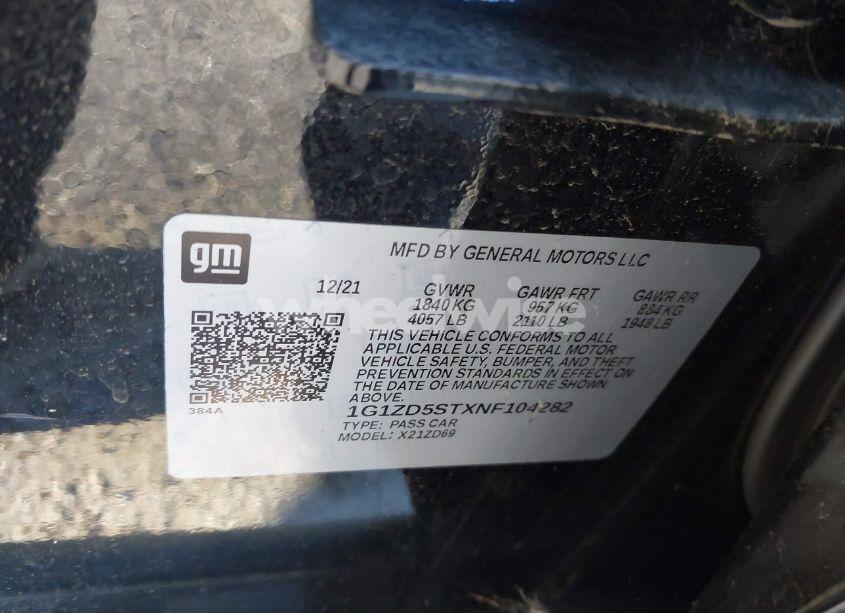 gm
MFD BY GENERAL MOTORS LLC
12/21 GVWR GAWR FRT GAWR RR
1840 KG 957 KG 884 KG
4057 LB 2110 LB 1948 LB
THIS VEHICLE CONFORMS TO ALL
APPLICABLE U.S. FEDERAL MOTOR
VEHICLE SAFETY, BUMPER, AND THEFT
PREVENTION STANDARDS IN EFFECT ON
THE DATE OF MANUFACTURE SHOWN
ABOVE.
384A
1G1ZD5STXNF104282
TYPE: PASS CAR
MODEL: X21ZD69